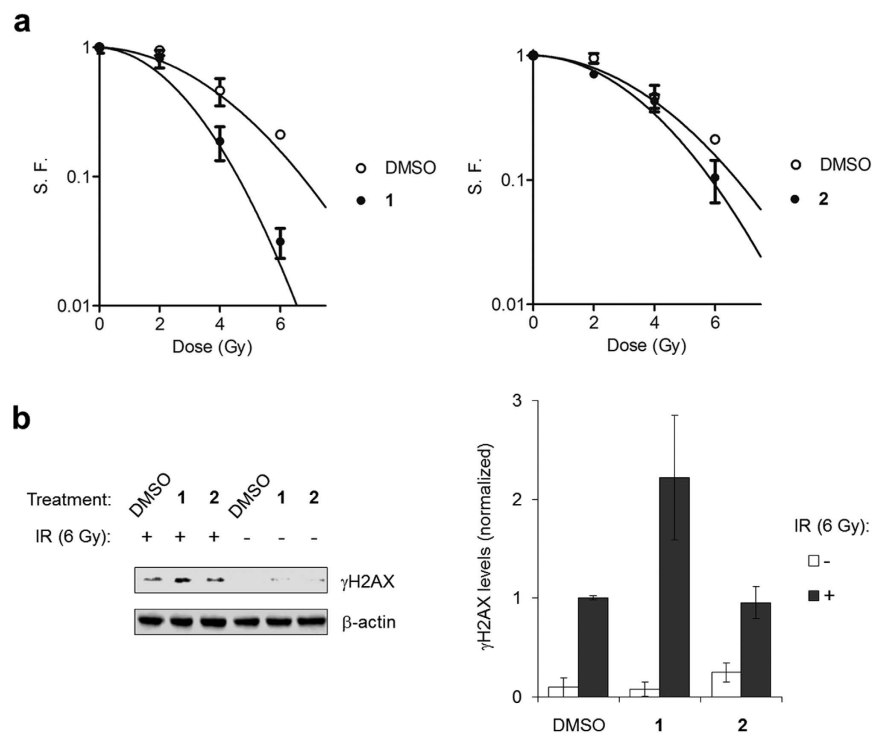 a
S. F.
1
0.1
0.01
0 2 4 6
Dose (Gy)
DMSO
1
S. F.
1
0.1
0.01
0 2 4 6
Dose (Gy)
DMSO
2
b
Treatment: DMSO 1 2 DMSO 1 2
IR (6 Gy): + + + - - -
γH2AX
β-actin
γH2AX levels (normalized)
3
2
1
0
DMSO 1 2
IR (6 Gy):
-
+